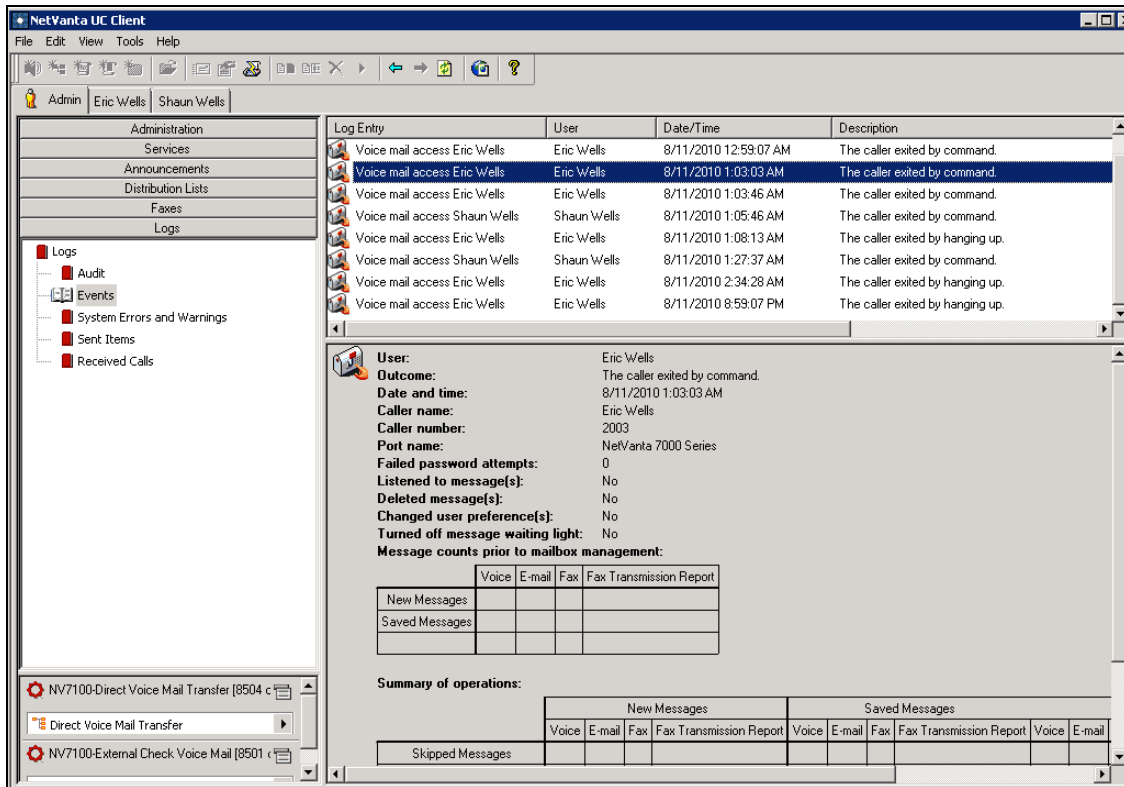 NetVanta UC Client
File Edit View Tools Help
Admin Eric Wells Shaun Wells
Administration
Services
Announcements
Distribution Lists
Faxes
Logs
Logs
Audit
Events
System Errors and Warnings
Sent Items
Received Calls
NV7100-Direct Voice Mail Transfer [8504 c
Direct Voice Mail Transfer
NV7100-External Check Voice Mail [8501 c
Log Entry User Date/Time Description
Voice mail access Eric Wells Eric Wells 8/11/2010 12:59:07 AM The caller exited by command.
Voice mail access Eric Wells Eric Wells 8/11/2010 1:03:03 AM The caller exited by command.
Voice mail access Eric Wells Eric Wells 8/11/2010 1:03:46 AM The caller exited by command.
Voice mail access Shaun Wells Shaun Wells 8/11/2010 1:05:46 AM The caller exited by command.
Voice mail access Eric Wells Eric Wells 8/11/2010 1:08:13 AM The caller exited by hanging up.
Voice mail access Shaun Wells Shaun Wells 8/11/2010 1:27:37 AM The caller exited by command.
Voice mail access Eric Wells Eric Wells 8/11/2010 2:34:28 AM The caller exited by hanging up.
Voice mail access Eric Wells Eric Wells 8/11/2010 8:59:07 PM The caller exited by hanging up.
User: Eric Wells
Outcome: The caller exited by command.
Date and time: 8/11/2010 1:03:03 AM
Caller name: Eric Wells
Caller number: 2003
Port name: NetVanta 7000 Series
Failed password attempts: 0
Listened to message(s): No
Deleted message(s): No
Changed user preference(s): No
Turned off message waiting light: No
Message counts prior to mailbox management:
Voice E-mail Fax Fax Transmission Report
New Messages
Saved Messages
Summary of operations:
New Messages Saved Messages
Voice E-mail Fax Fax Transmission Report Voice E-mail Fax Fax Transmission Report Voice E-mail
Skipped Messages